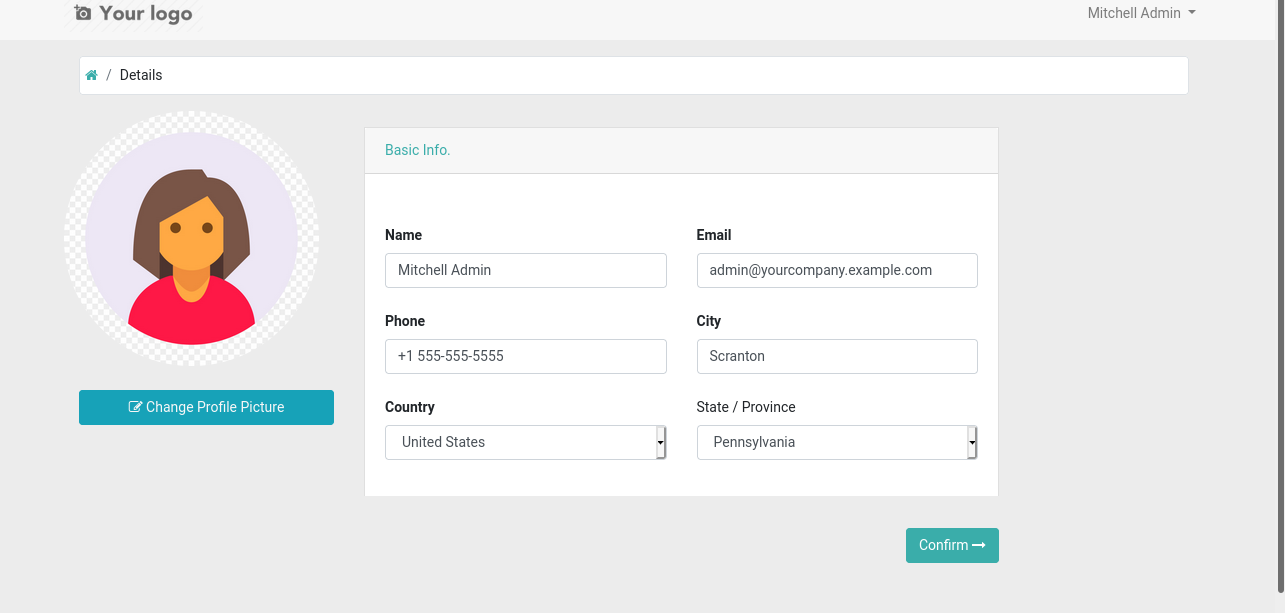 Your logo
Mitchell Admin
/ Details
Basic Info.
Name
Email
Mitchell Admin
admin@yourcompany.example.com
Phone
City
+1 555-555-5555
Scranton
Change Profile Picture
Country
State / Province
United States
Pennsylvania
Confirm